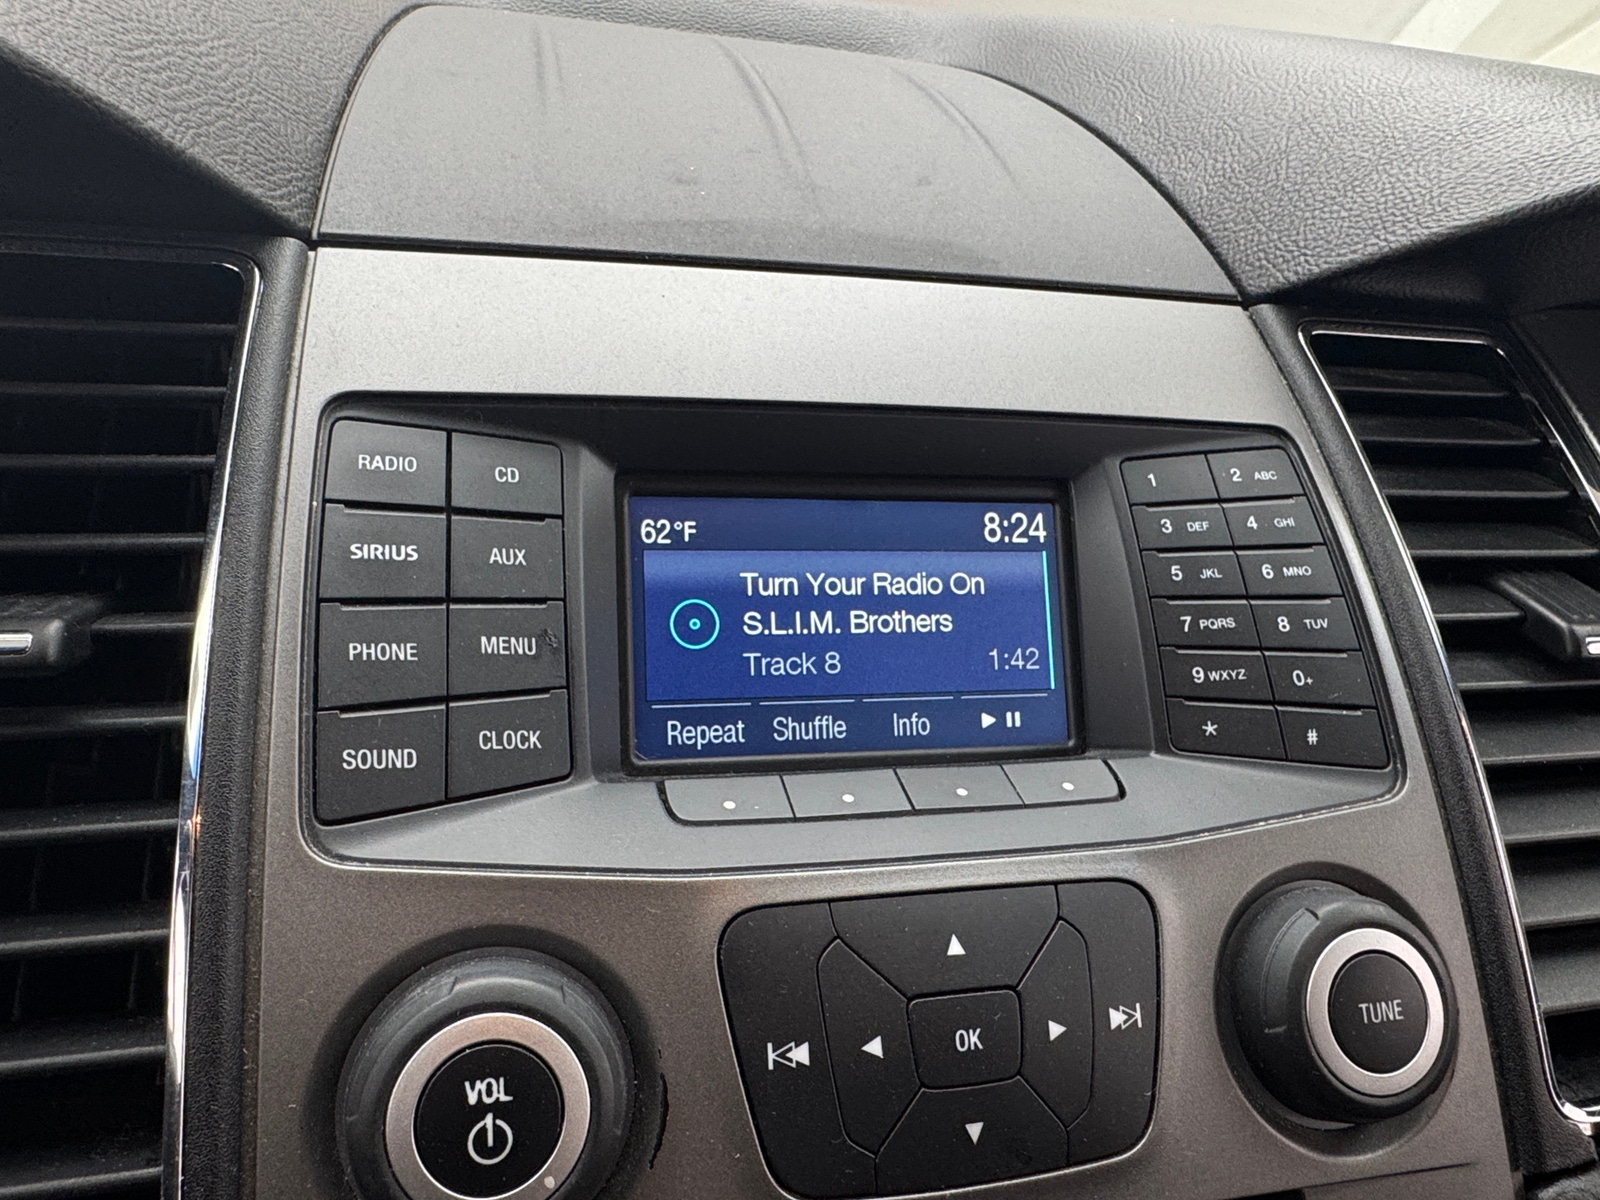 RADIO
CD
SIRIUS
AUX
PHONE
MENU
SOUND
CLOCK
62°F
8:24
Turn Your Radio On
S.L.I.M. Brothers
Track 8
1:42
Repeat
Shuffle
Info
1
2 ABC
3 DEF
4 GHI
5 JKL
6 MNO
7 PQRS
8 TUV
9 WXYZ
0+
*
#
VOL
OK
TUNE